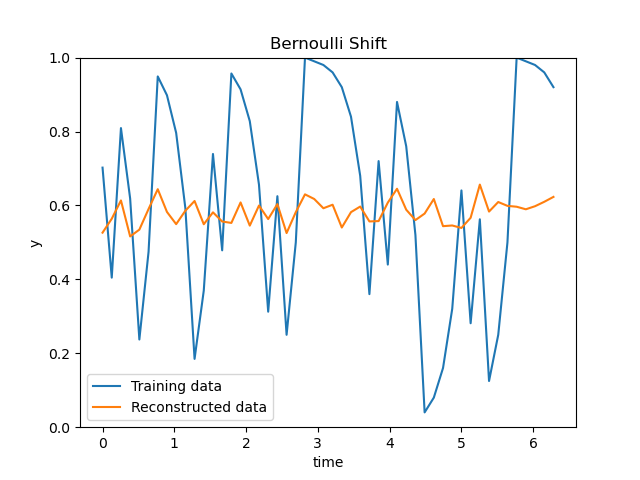 Bernoulli Shift
1.0
0.8
0.6
0.4
0.2
0.0
y
Training data
Reconstructed data
0 1 2 3 4 5 6
time